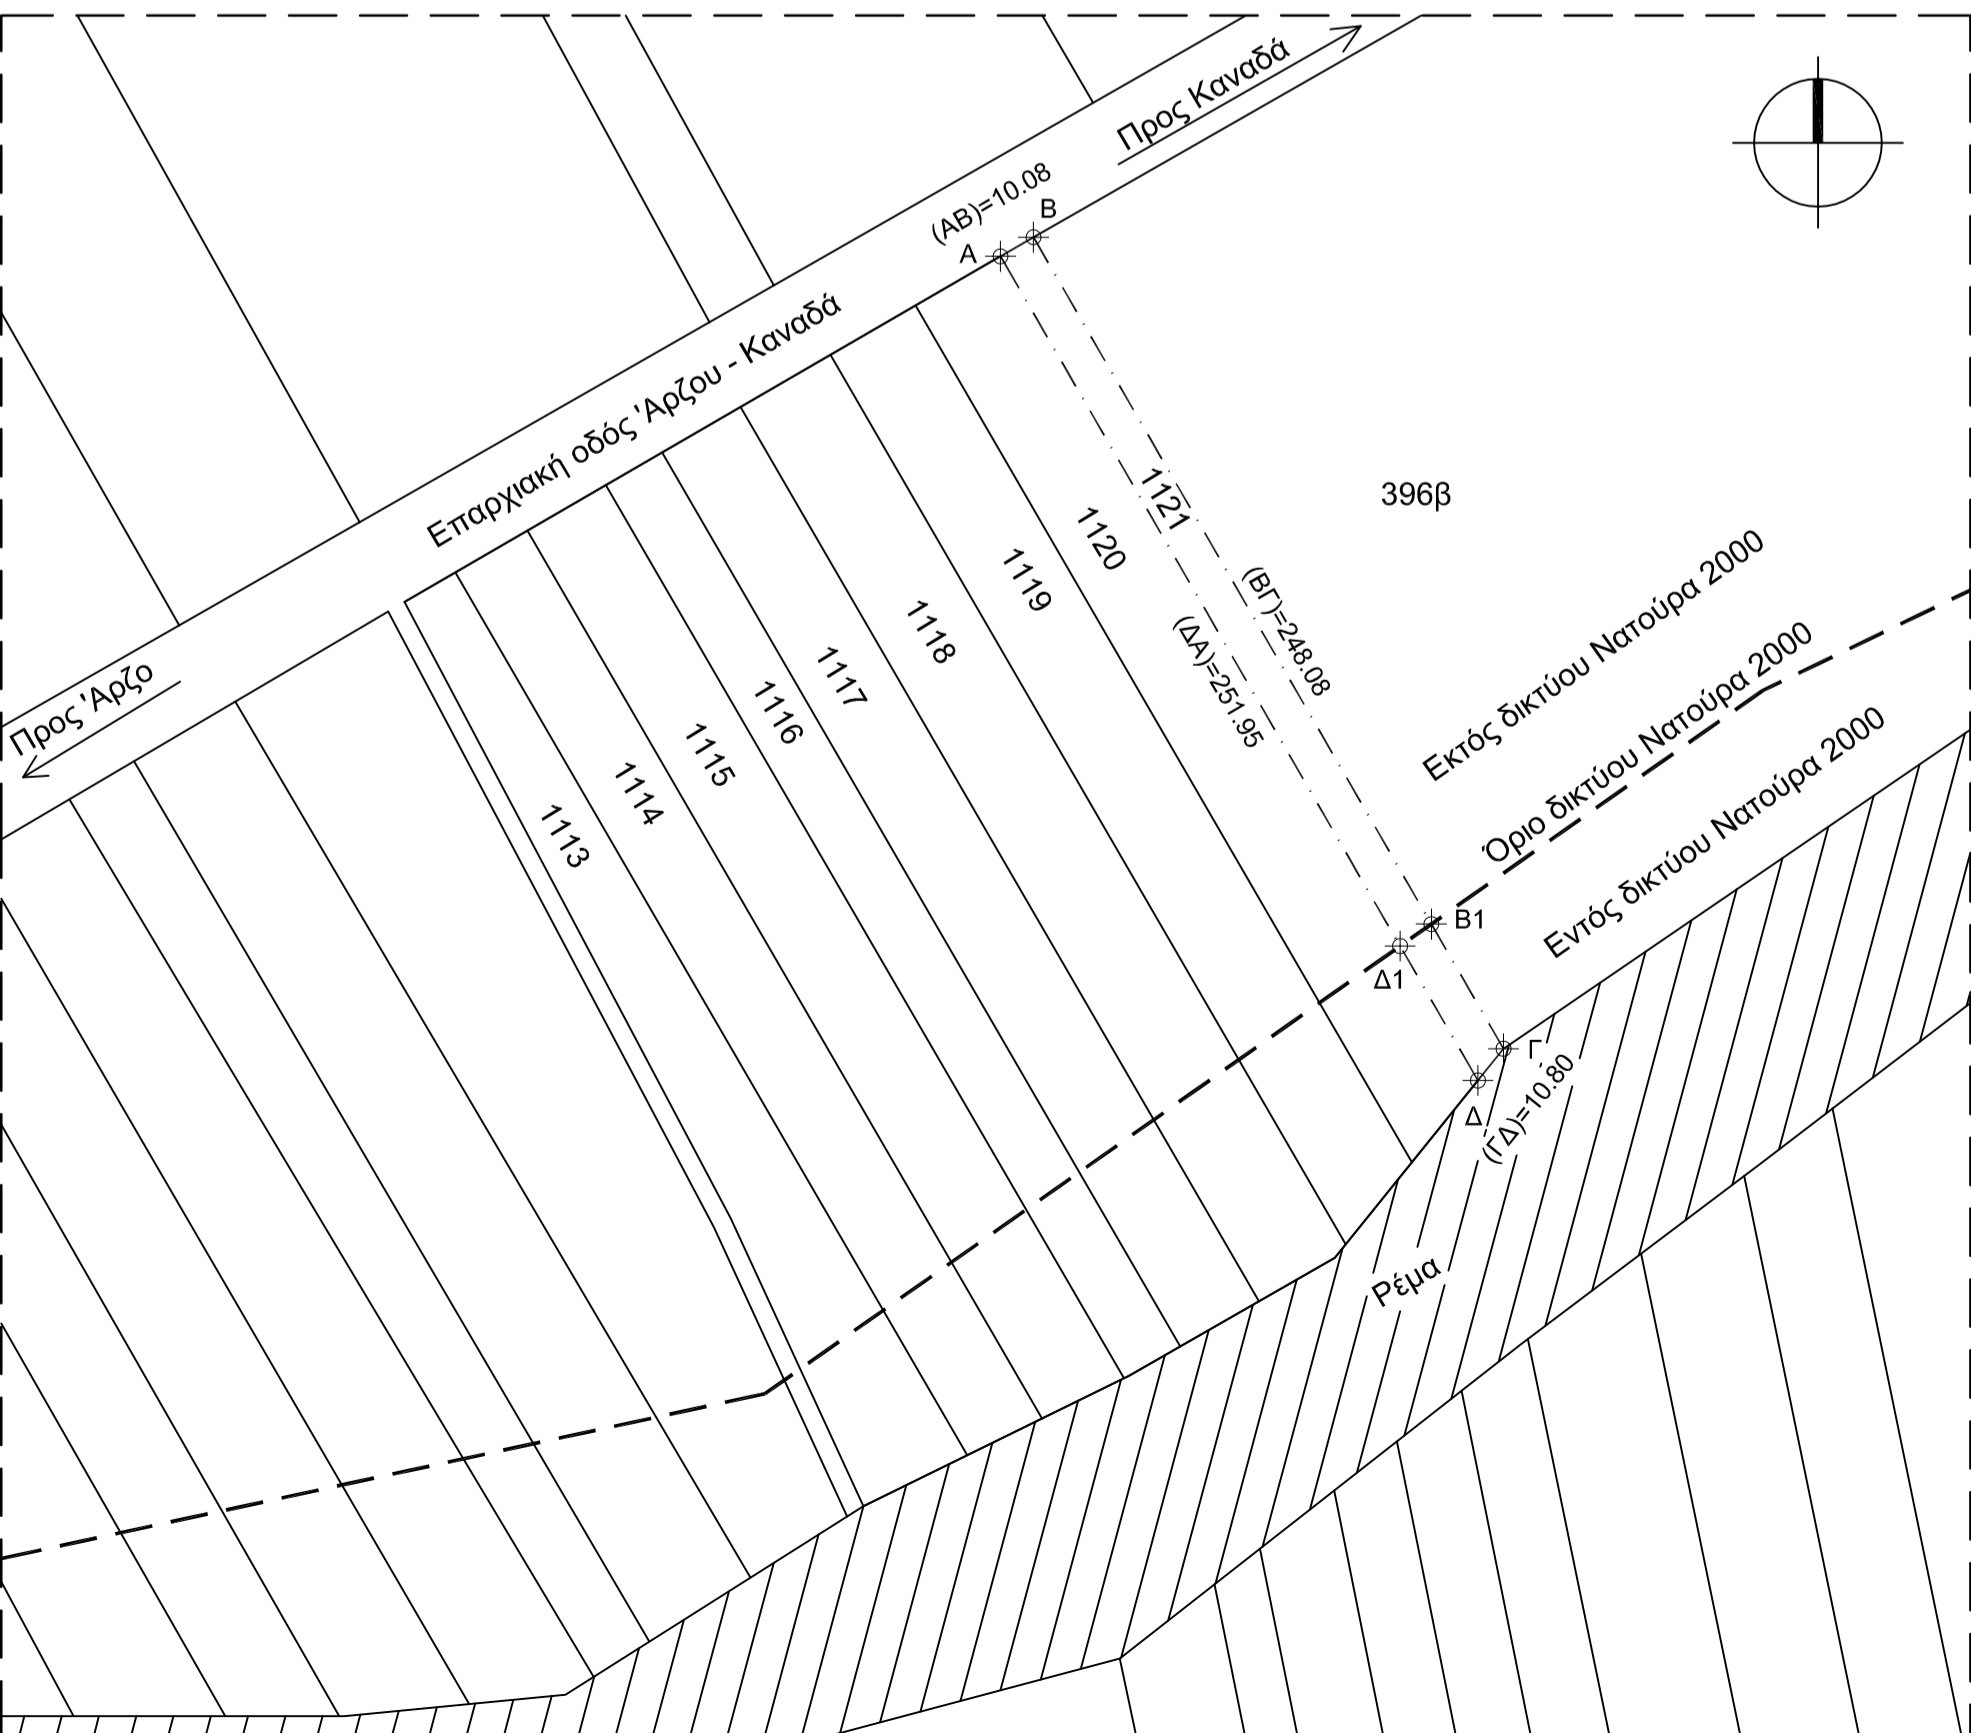 Προς Καναδά
(ΑΒ)=10.08
Β
Α
Επαρχιακή οδός 'Αρζου - Καναδά
Προς 'Αρζο
396β
1121
1120
1119
1118
1117
1116
1115
1114
1113
(ΒΓ)=248.08
(ΔΑ)=251.95
Εκτός δικτύου Νατούρα 2000
Όριο δικτύου Νατούρα 2000
Εντός δικτύου Νατούρα 2000
Β1
Δ1
Γ
Δ
(ΓΔ)=10.80
Ρέμα